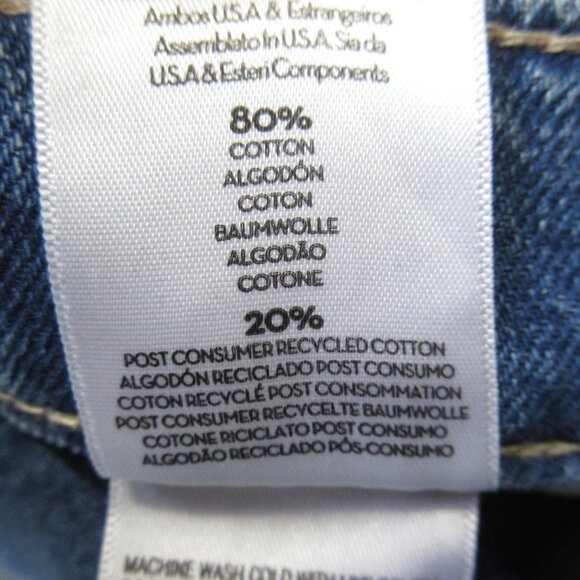 Ambos U.S.A & Estrangeiros
Assemblato In U.S.A. Sia da
U.S.A & Esteri Components
80%
COTTON
ALGODÓN
COTON
BAUMWOLLE
ALGODÃO
COTONE
20%
POST CONSUMER RECYCLED COTTON
ALGODÓN RECICLADO POST CONSUMO
COTON RECYCLÉ POST CONSOMMATION
POST CONSUMER RECYCELTE BAUMWOLLE
COTONE RICICLATO POST CONSUMO
ALGODÃO RECICLADO PÓS-CONSUMO
MACHINE WASH COLD WITH